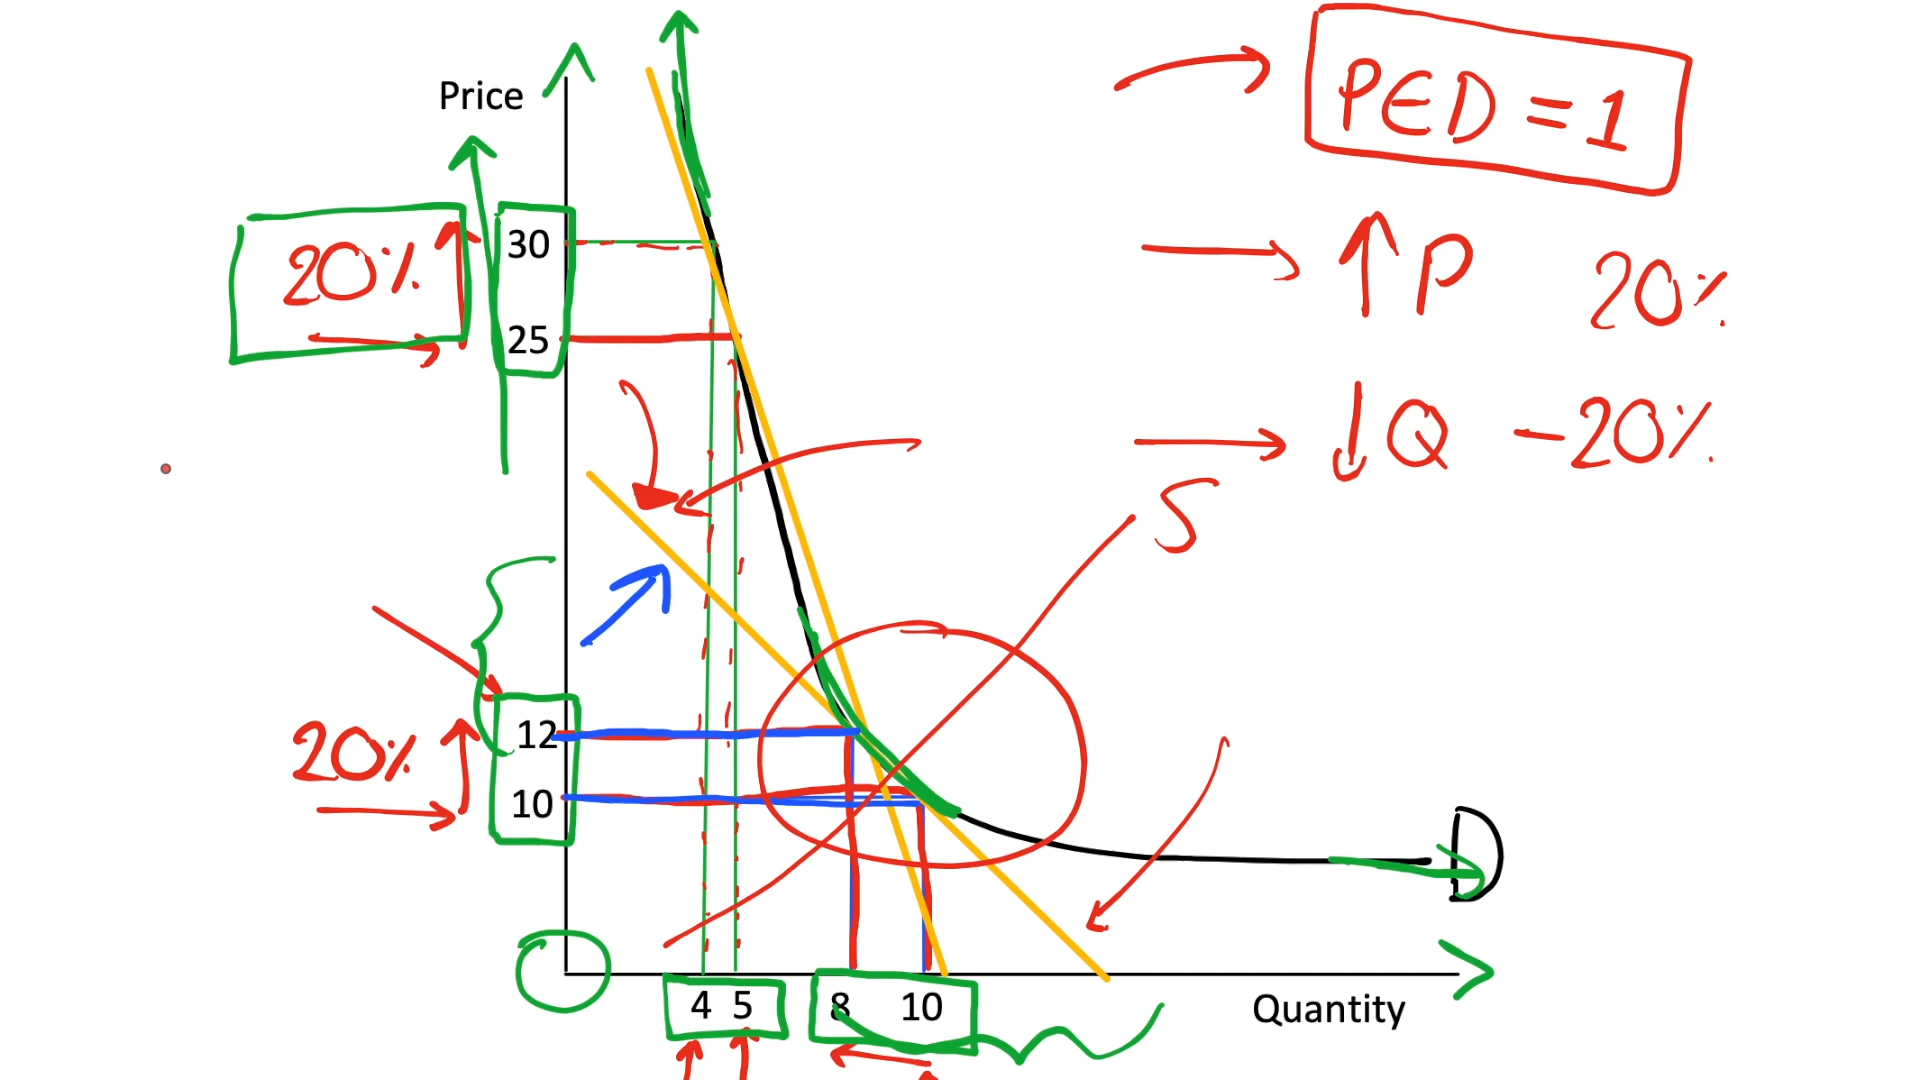 PED = 1
Price
20%
30
25
↑ P 20%
↓ Q -20%
S
20%
12
10
D
4 5 8 10
Quantity